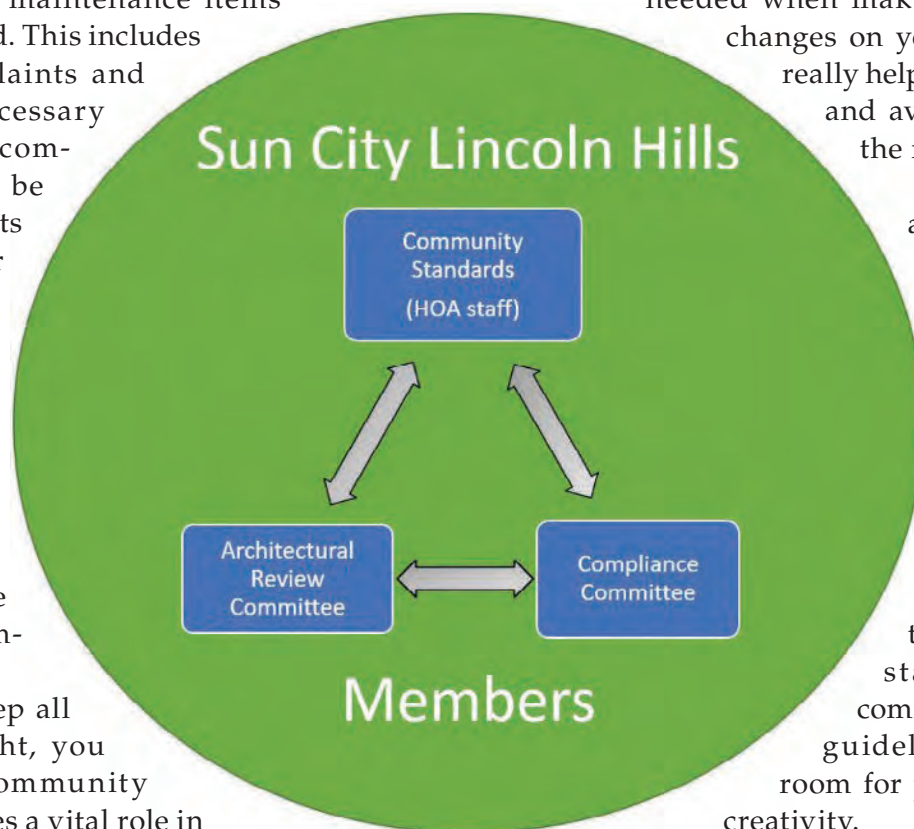 maintenance items
. This includes
laints and
cessary
com-
be
ts
e
n-
ep all
ht, you
ommunity
es a vital role in
Sun City Lincoln Hills
Community
Standards
(HOA staff)
Architectural
Review
Committee
Compliance
Committee
Members
needed when mak
changes on yo
really help
and av
the
a
t
sta
com
guidel
room for
creativity.